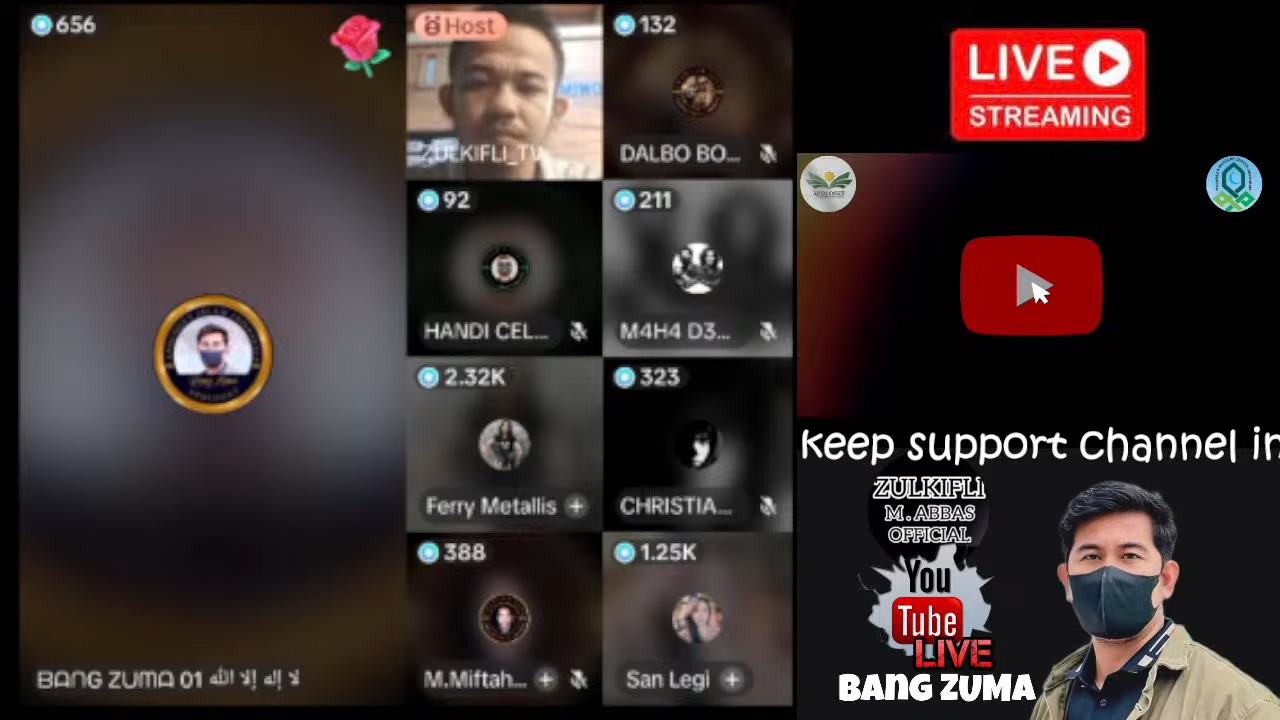 656
Host
ZULKIFLI_TV
132
DALBO BO...
92
HANDI CEL...
211
M4H4 D3...
2.32K
Ferry Metallis
323
CHRISTIA...
388
M.Miftah...
1.25K
San Legi
BANG ZUMA 01 لا إله إلا الله
LIVE
STREAMING
keep support channel in
ZULKIFLI
M. ABBAS
OFFICIAL
You
Tube
LIVE
BANG ZUMA